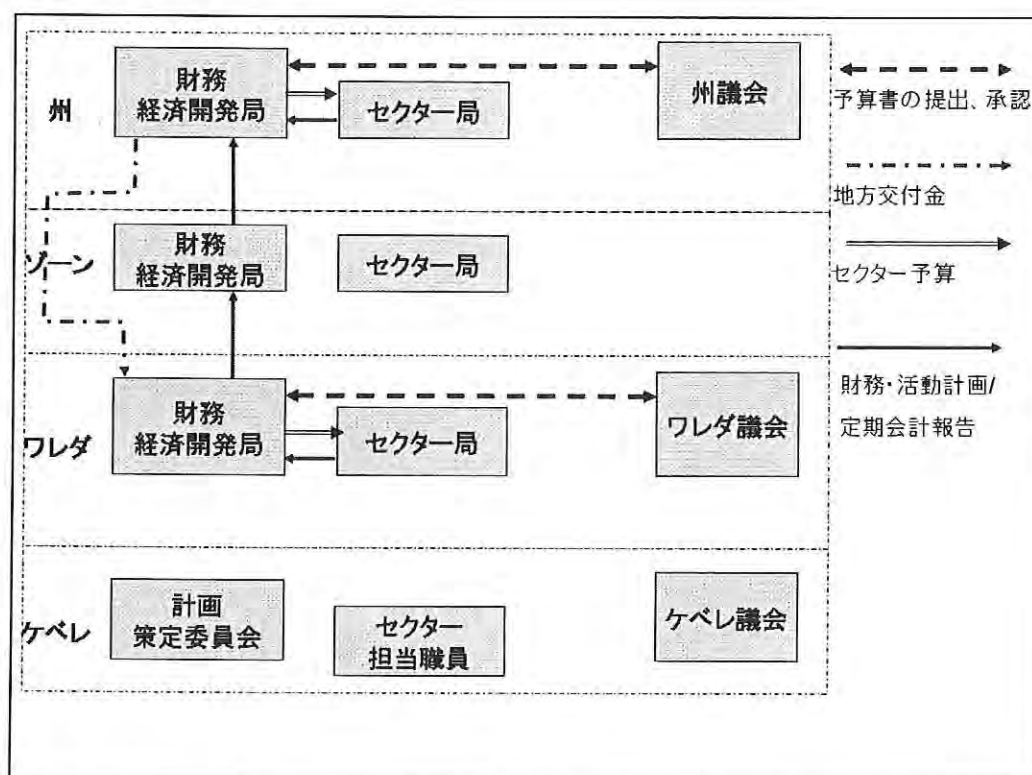 州
財務
経済開発局
セクター局
州議会
予算書の提出、承認
地方交付金
セクター予算
財務・活動計画/
定期会計報告
ゾーン
財務
経済開発局
セクター局
ワレダ
財務
経済開発局
セクター局
ワレダ議会
ケベレ
計画
策定委員会
セクター
担当職員
ケベレ議会